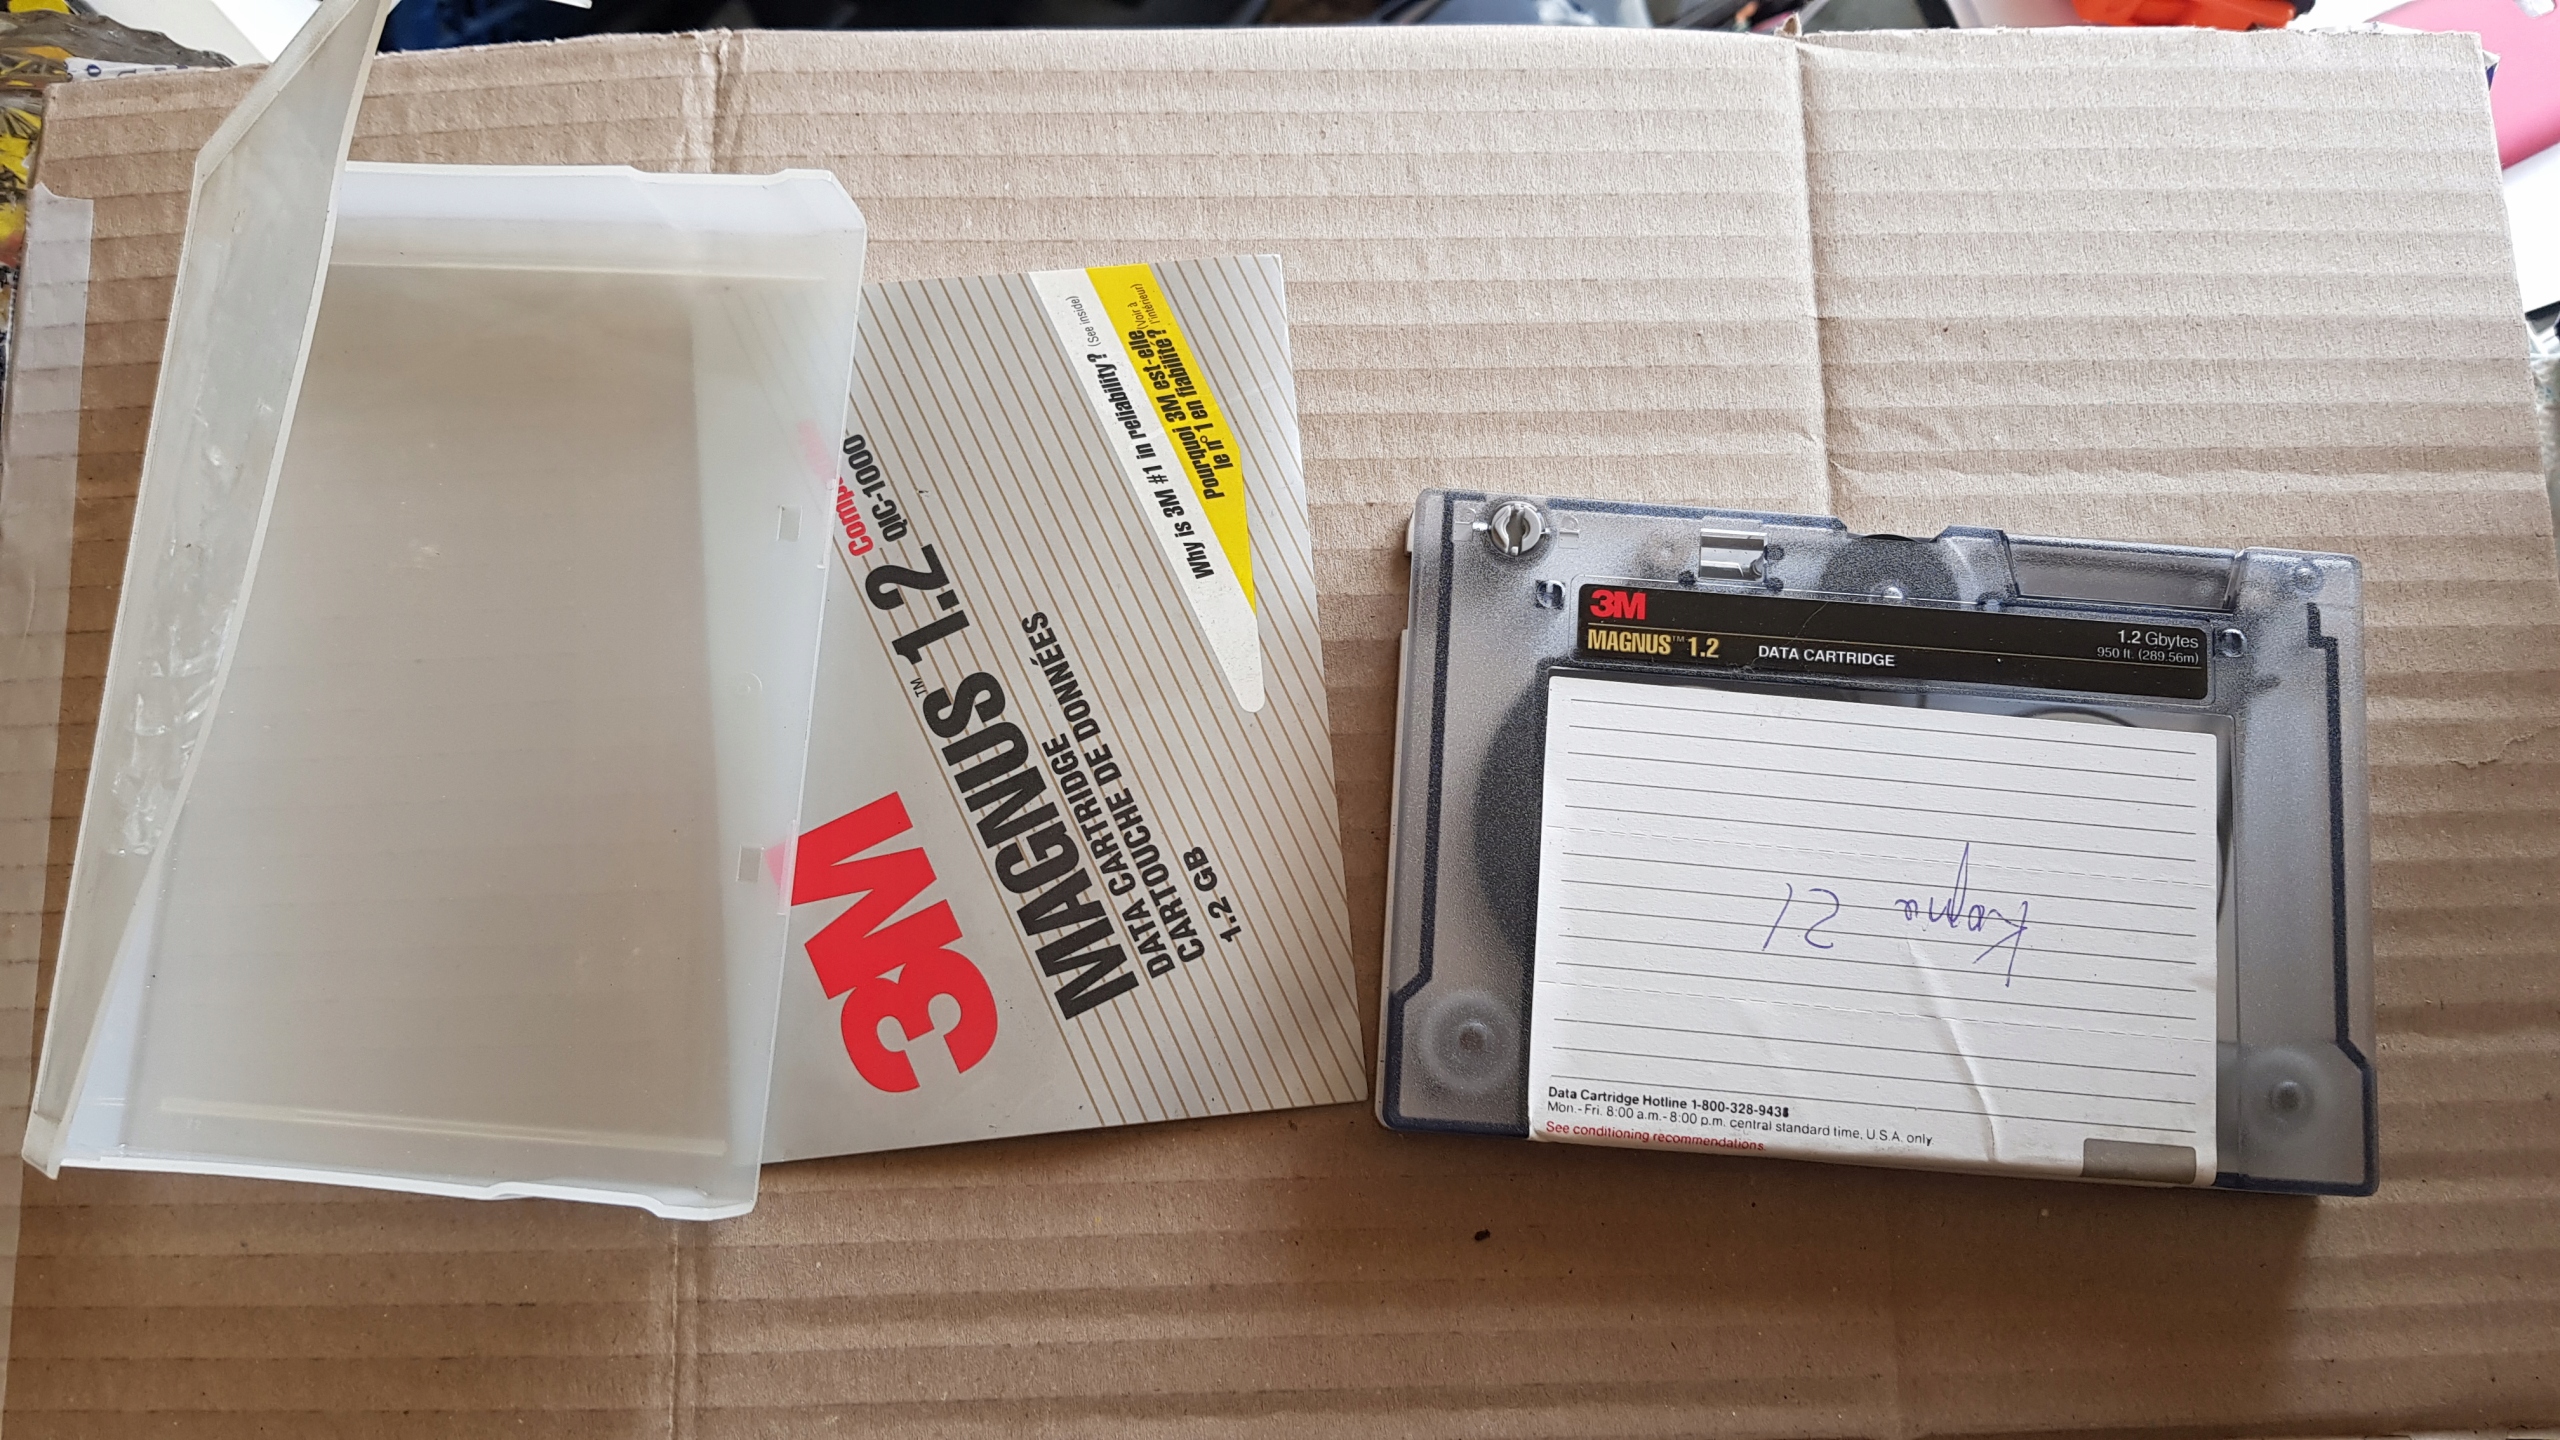 3M
MAGNUS™ 1.2
DATA CARTRIDGE
CARTOUCHE DE DONNÉES
1.2 GB
QIC-1000
Why is 3M #1 in reliability? (See inside)
Pourquoi 3M est-elle
le n° 1 en fiabilité?
(Voir à
l'intérieur)
3M
MAGNUS™ 1.2 DATA CARTRIDGE
1.2 Gbytes
950 ft. (289.56m)
21
Data Cartridge Hotline 1-800-328-9438
Mon.-Fri. 8:00 a.m.-8:00 p.m. central standard time, U.S.A. only
See conditioning recommendations.